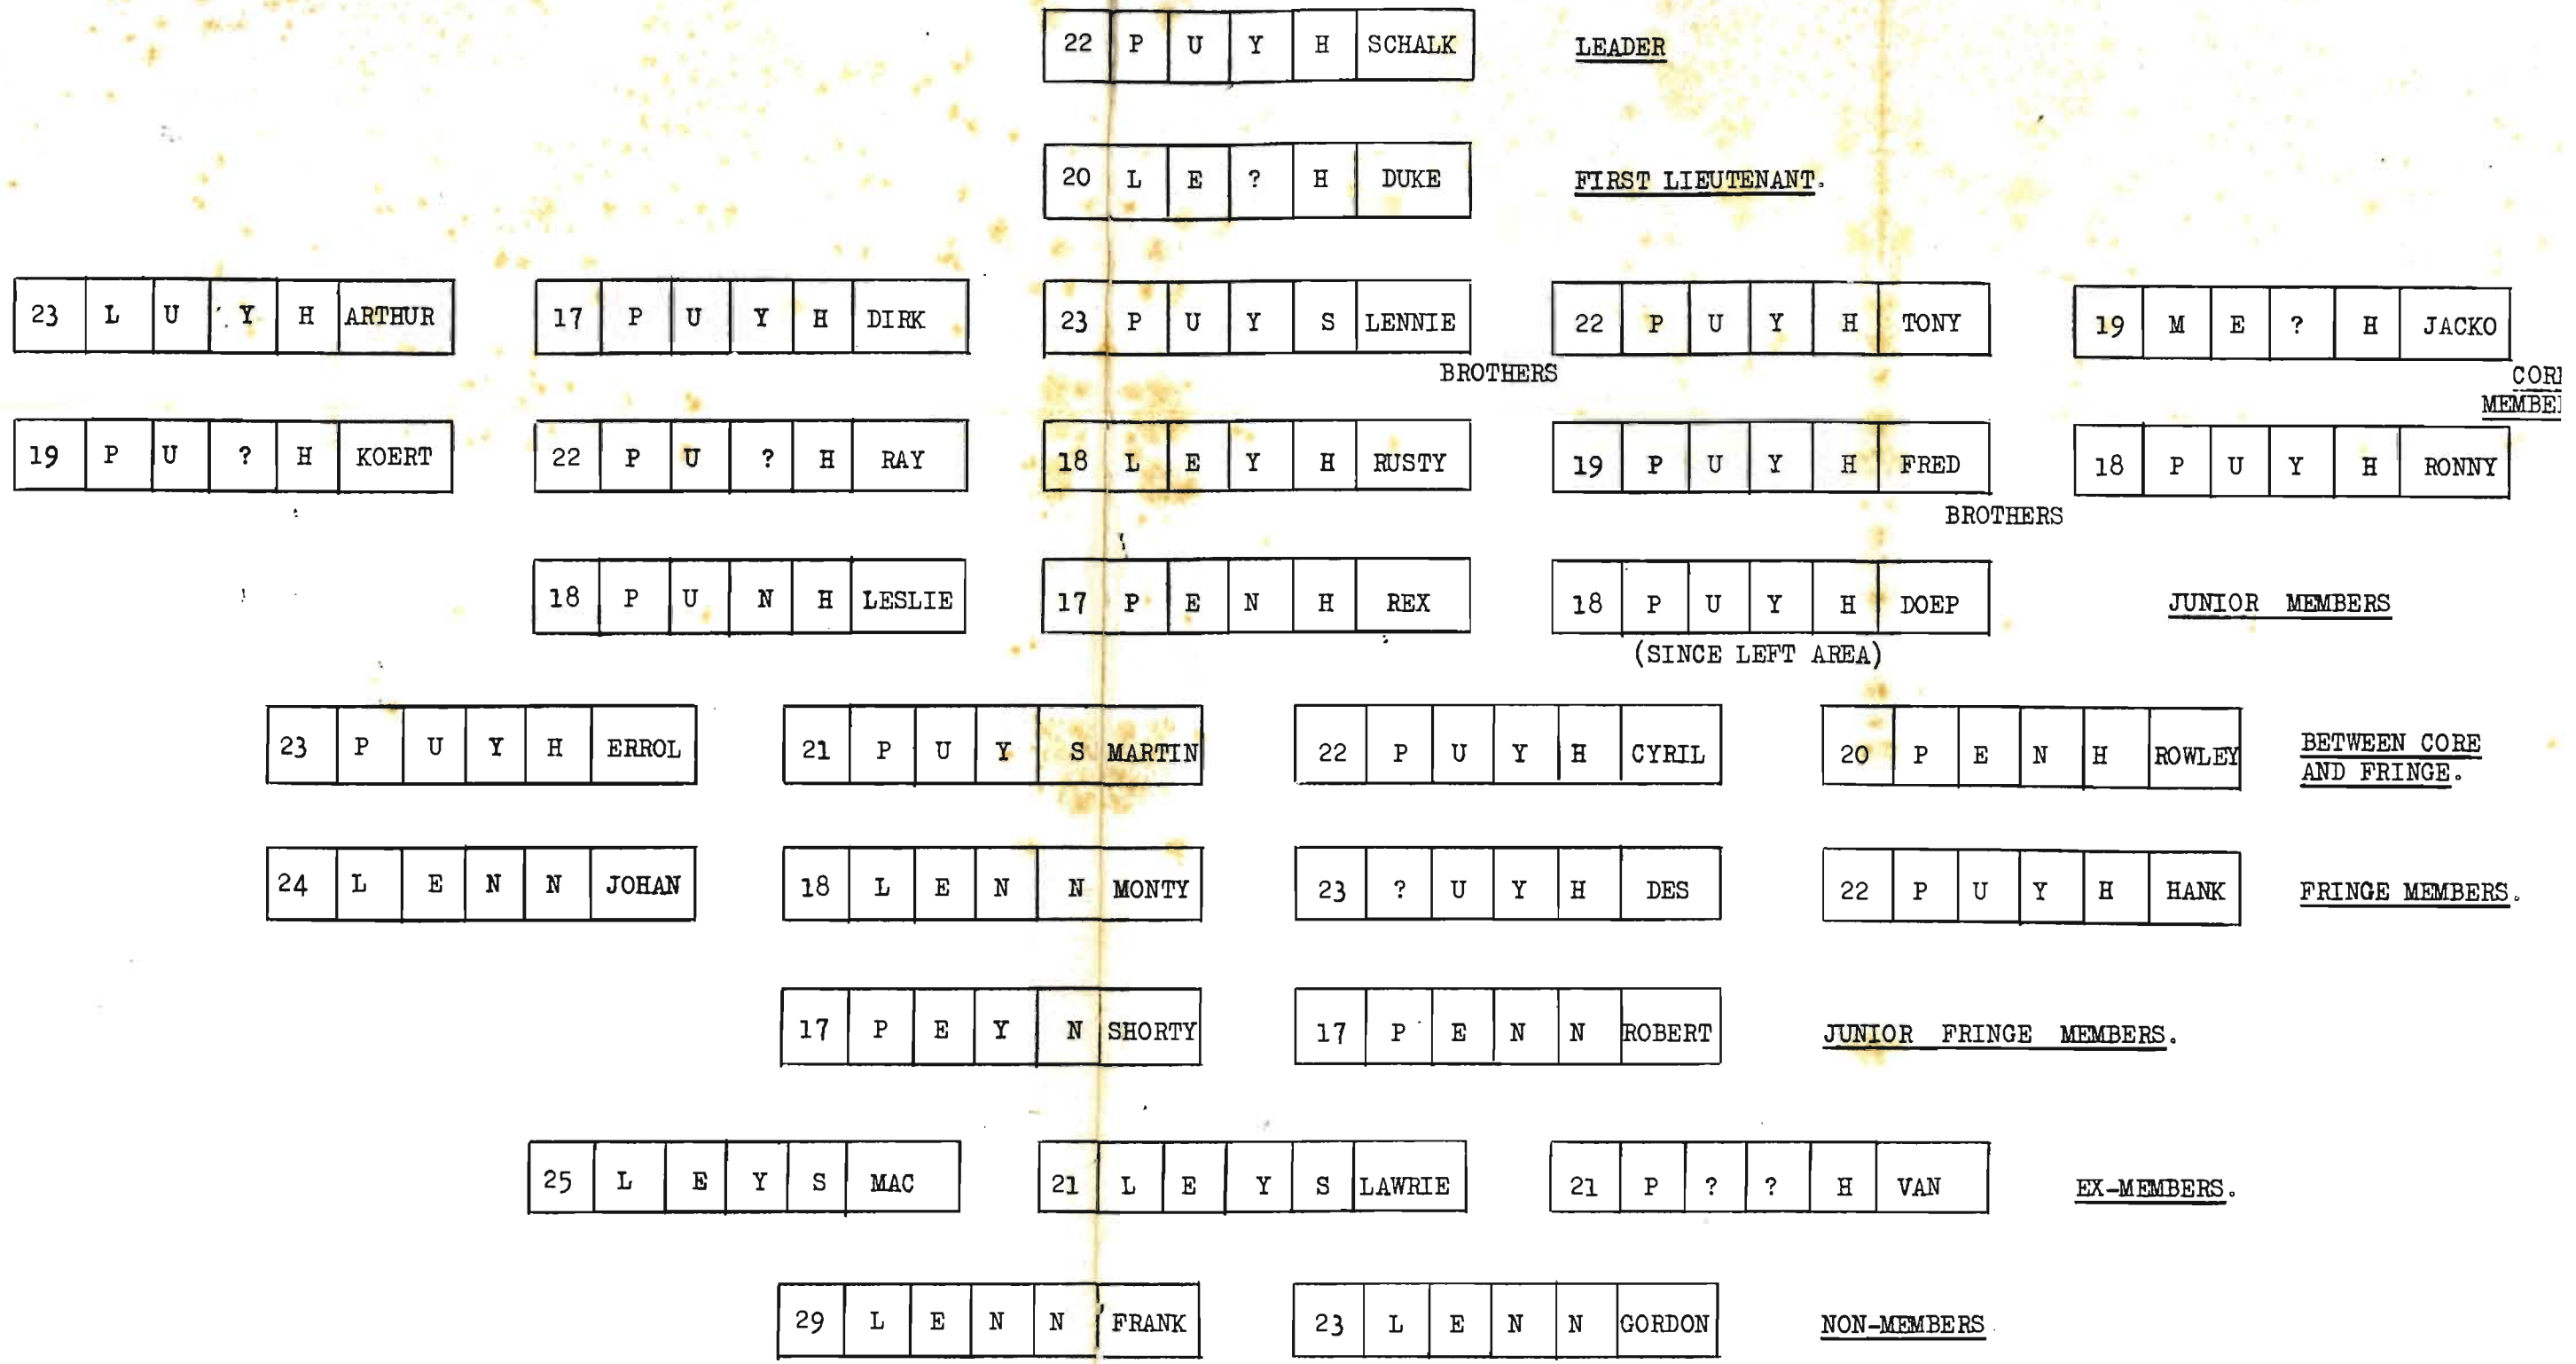 22 P U Y H SCHALK LEADER
20 L E ? H DUKE FIRST LIEUTENANT.
23 L U Y H ARTHUR 17 P U Y H DIRK 23 P U Y S LENNIE 22 P U Y H TONY 19 M E ? H JACKO
BROTHERS
19 P U ? H KOERT 22 P U ? H RAY 18 L E Y H RUSTY 19 P U Y H FRED 18 P U Y H RONNY
BROTHERS
18 P U N H LESLIE 17 P E N H REX 18 P U Y H DOEP JUNIOR MEMBERS
(SINCE LEFT AREA)
23 P U Y H ERROL 21 P U Y S MARTIN 22 P U Y H CYRIL 20 P E N H ROWLEY BETWEEN CORE
AND FRINGE.
24 L E N N JOHAN 18 L E N N MONTY 23 ? U Y H DES 22 P U Y H HANK FRINGE MEMBERS.
17 P E Y N SHORTY 17 P E N N ROBERT JUNIOR FRINGE MEMBERS.
25 L E Y S MAC 21 L E Y S LAWRIE 21 P ? ? H VAN EX-MEMBERS.
29 L E N N FRANK 23 L E N N GORDON NON-MEMBERS